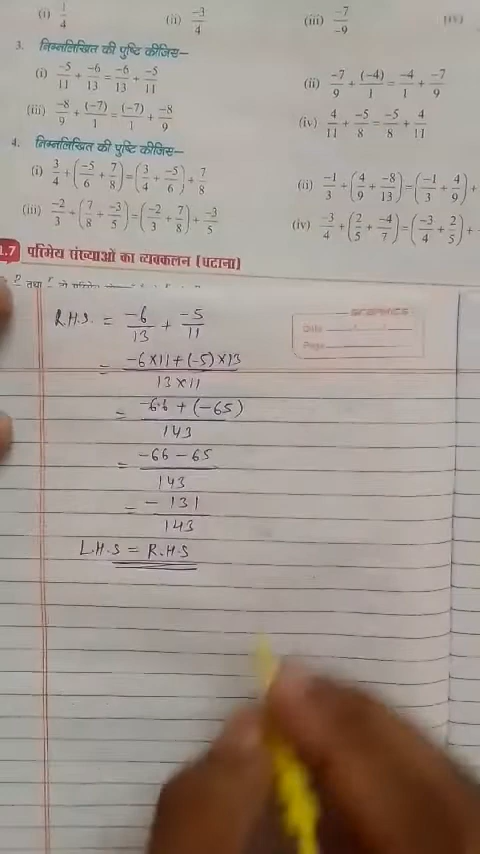 (i) 1/4 (ii) -3/4 (iii) -7/-9
3. निम्नलिखित की पुष्टि कीजिए—
(i) -5/11 + -6/13 = -6/13 + -5/11 (ii) -7/9 + (-4)/1 = -4/1 + -7/9
(iii) -8/9 + (-7)/1 = (-7)/1 + -8/9 (iv) 4/11 + -5/8 = -5/8 + 4/11
4. निम्नलिखित की पुष्टि कीजिए—
(i) 3/4 + (-5/6 + 7/8) = (3/4 + -5/6) + 7/8 (ii) -1/3 + (4/9 + -8/13) = (-1/3 + 4/9) +
(iii) -2/3 + (7/8 + -3/5) = (-2/3 + 7/8) + -3/5 (iv) -3/4 + (2/5 + -4/7) = (-3/4 + 2/5) +
1.7 परिमेय संख्याओं का व्यवकलन (घटाना)
तथा
Date
Page
R.H.S. = -6/13 + -5/11
= -6×11+(-5)×13 / 13×11
= -66 + (-65) / 143
= -66 - 65 / 143
= -131 / 143
L.H.S = R.H.S